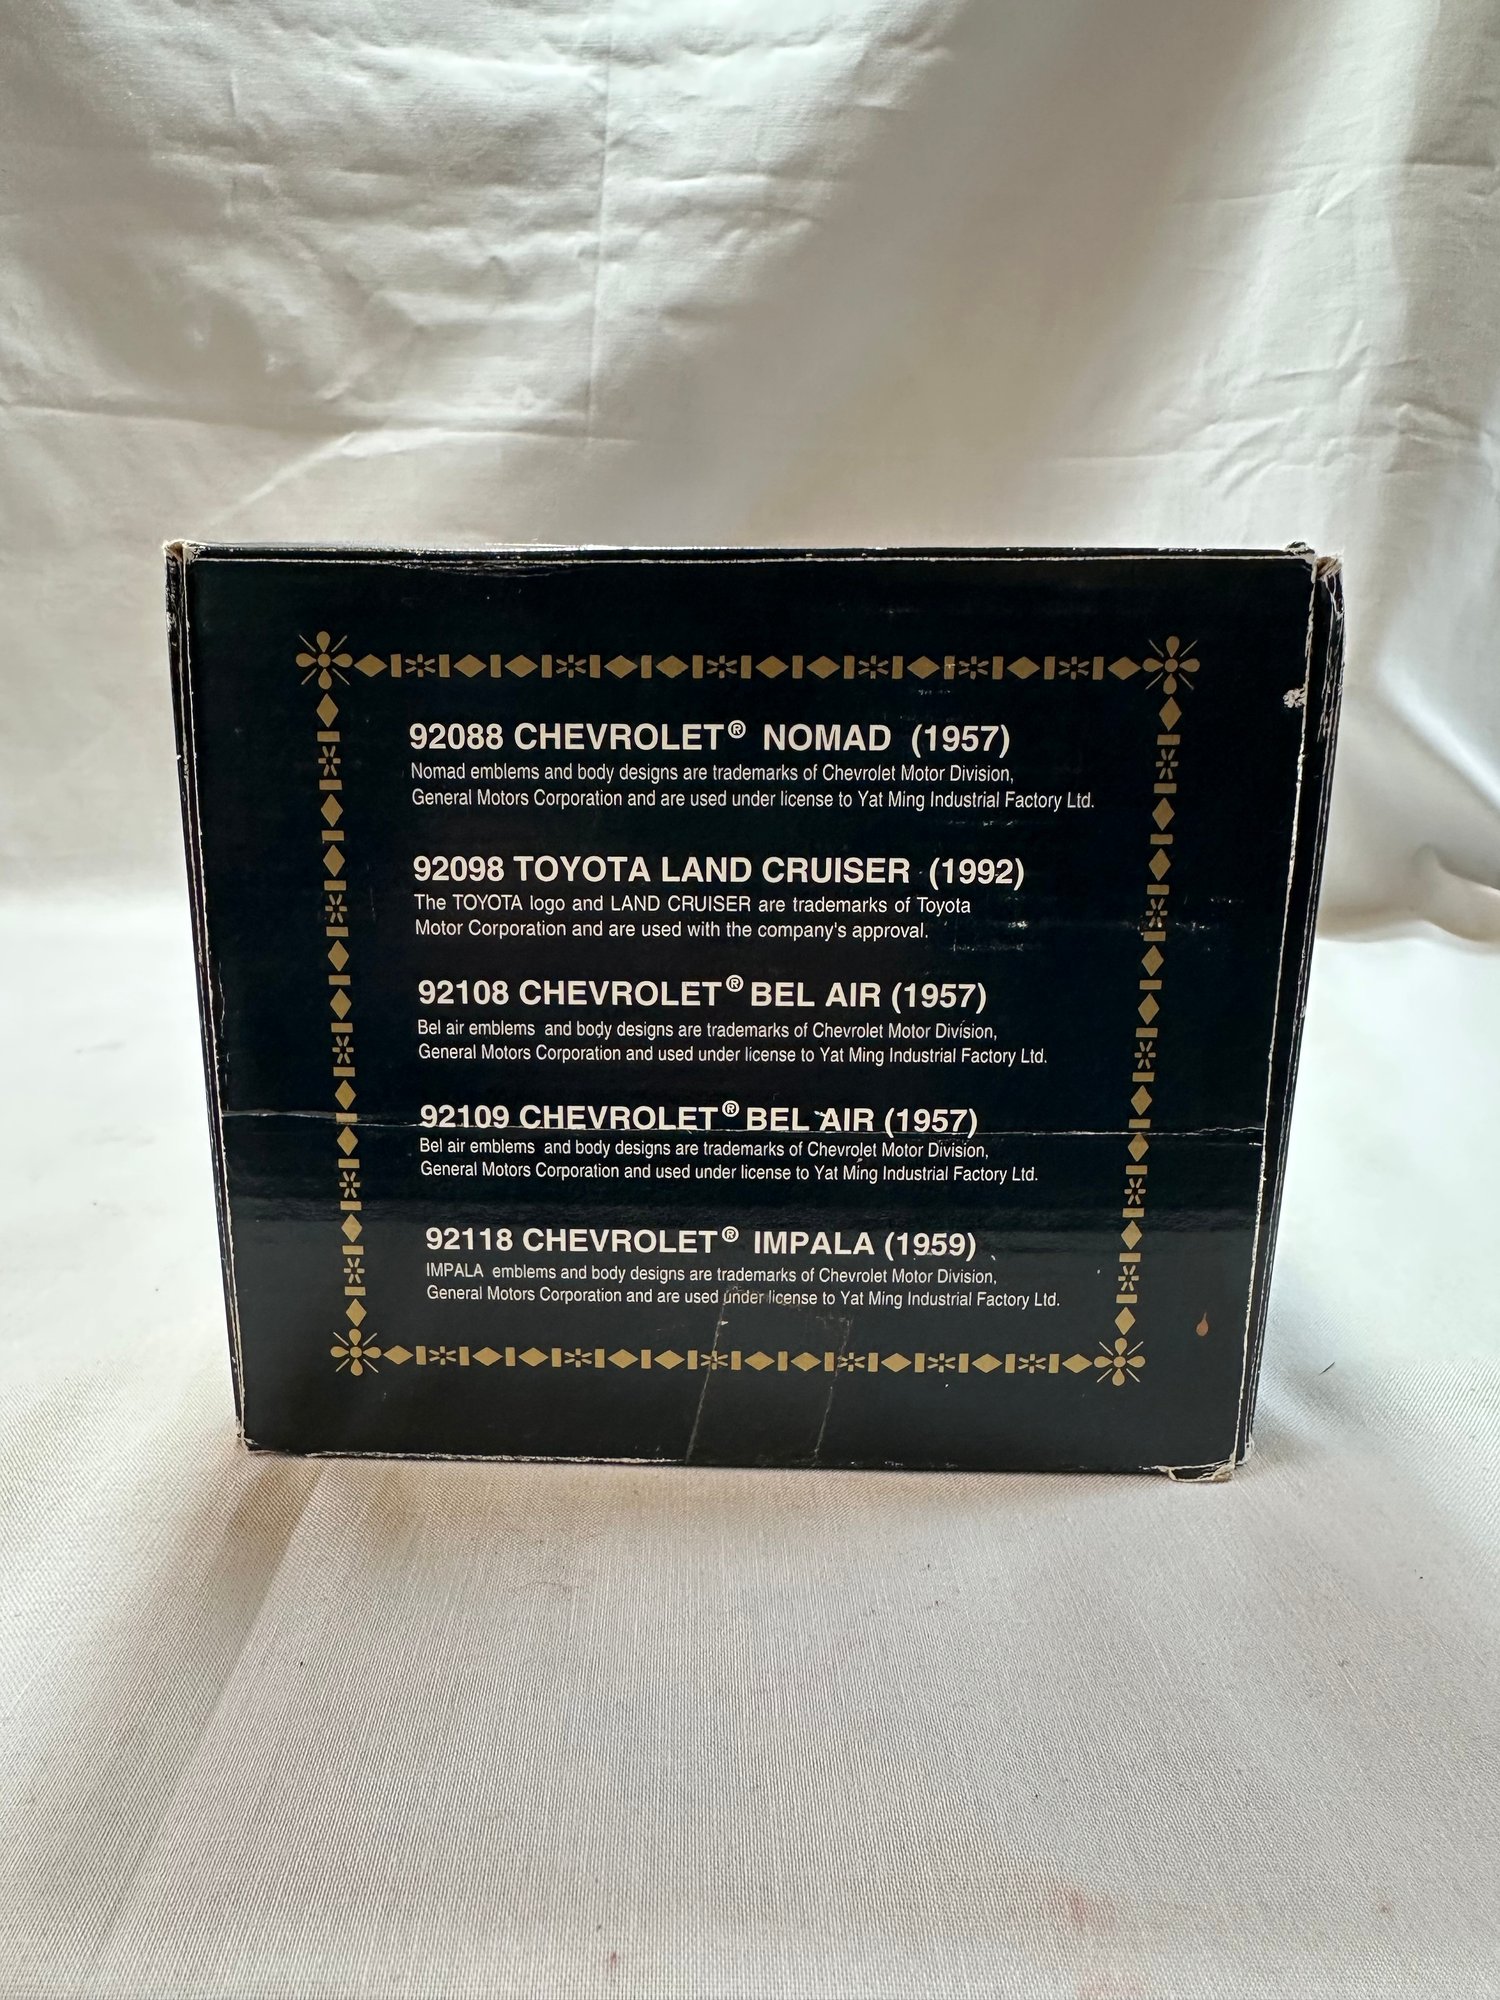 92088 CHEVROLET® NOMAD (1957)
Nomad emblems and body designs are trademarks of Chevrolet Motor Division,
General Motors Corporation and are used under license to Yat Ming Industrial Factory Ltd.
92098 TOYOTA LAND CRUISER (1992)
The TOYOTA logo and LAND CRUISER are trademarks of Toyota
Motor Corporation and are used with the company's approval.
92108 CHEVROLET® BEL AIR (1957)
Bel air emblems and body designs are trademarks of Chevrolet Motor Division,
General Motors Corporation and used under license to Yat Ming Industrial Factory Ltd.
92109 CHEVROLET® BEL AIR (1957)
Bel air emblems and body designs are trademarks of Chevrolet Motor Division,
General Motors Corporation and used under license to Yat Ming Industrial Factory Ltd.
92118 CHEVROLET® IMPALA (1959)
IMPALA emblems and body designs are trademarks of Chevrolet Motor Division,
General Motors Corporation and are used under license to Yat Ming Industrial Factory Ltd.